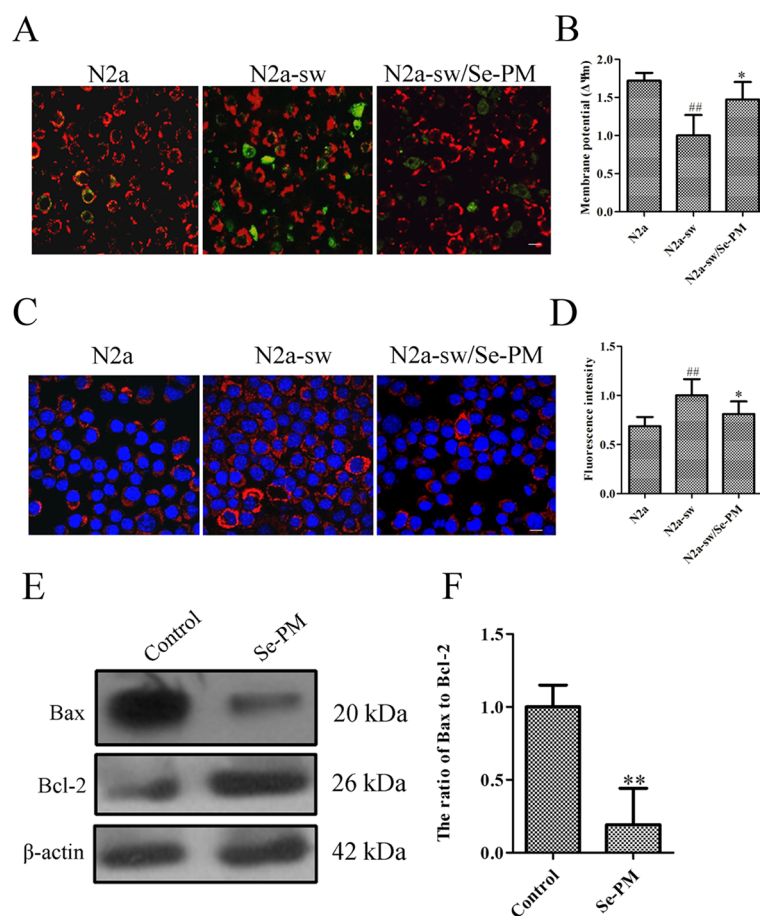 A
N2a N2a-sw N2a-sw/Se-PM
B
Membrane potential (ΔΨm)
2.0
1.5
1.0
0.5
0.0
##
*
N2a
N2a-sw
N2a-sw/Se-PM
C
N2a N2a-sw N2a-sw/Se-PM
D
Fluorescence intensity
1.5
1.0
0.5
0.0
##
*
N2a
N2a-sw
N2a-sw/Se-PM
E
Control Se-PM
Bax 20 kDa
Bcl-2 26 kDa
β-actin 42 kDa
F
The ratio of Bax to Bcl-2
1.5
1.0
0.5
0.0
**
Control
Se-PM